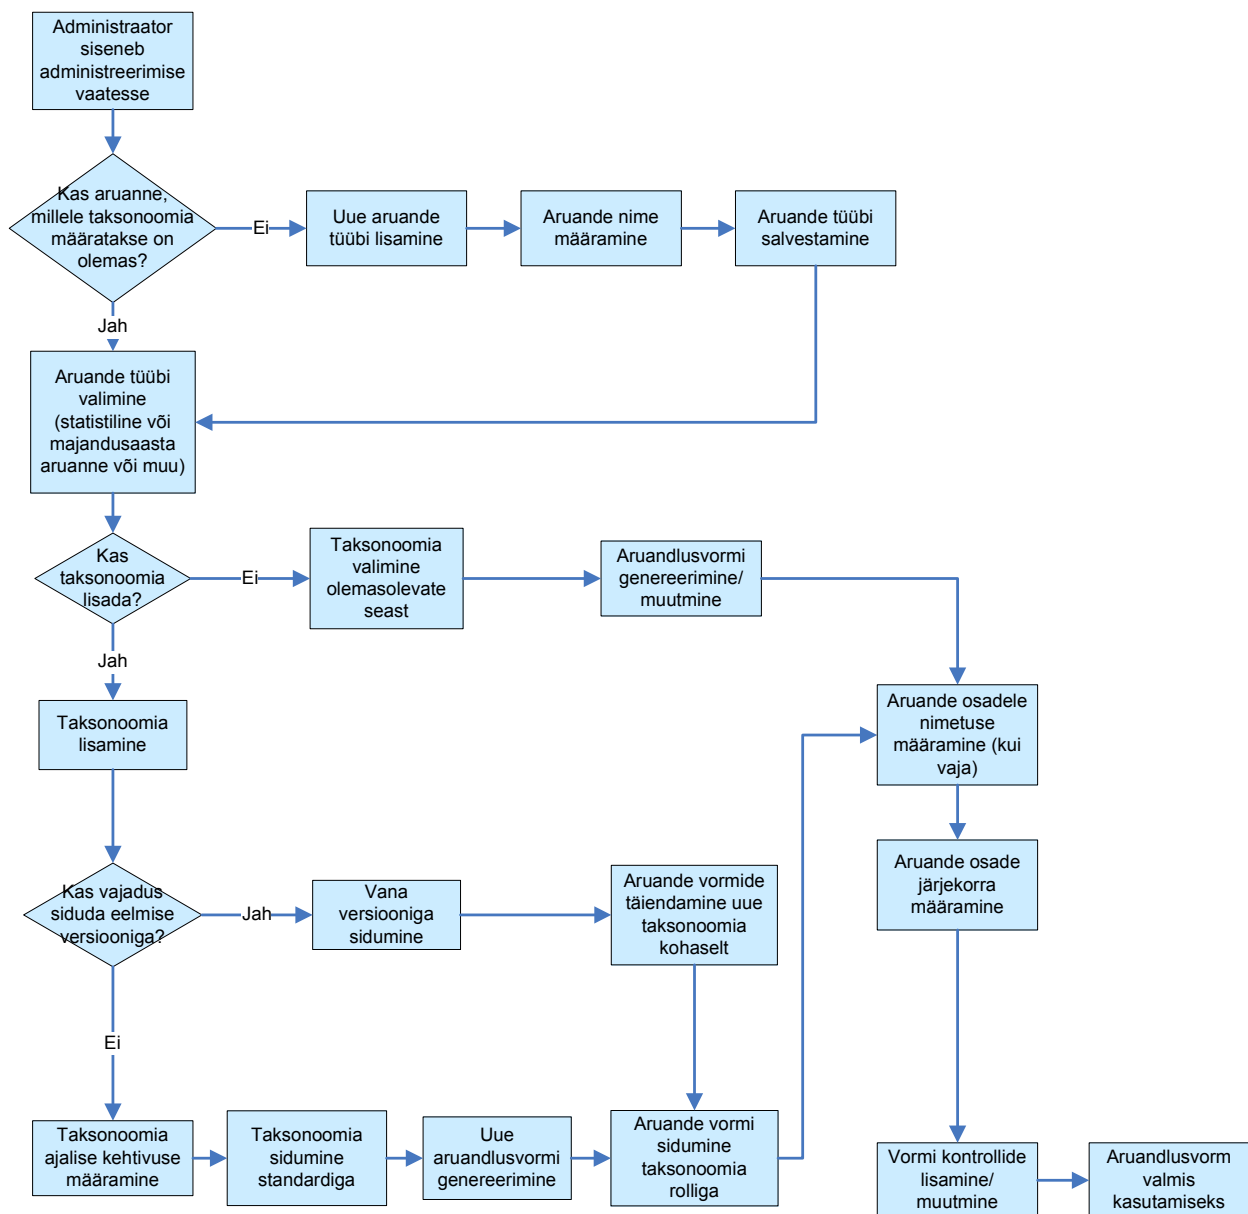 Administraator
siseneb
administreerimise
vaatesse
Kas aruanne,
millele taksonoomia
määratakse on
olemas?
Ei
Uue aruande
tüübi lisamine
Aruande nime
määramine
Aruande tüübi
salvestamine
Jah
Aruande tüübi
valimine
(statistiline või
majandusaasta
aruanne või muu)
Kas
taksonoomia
lisada?
Ei
Taksonoomia
valimine
olemasolevate
seast
Aruandlusvormi
genereerimine/
muutmine
Jah
Taksonoomia
lisamine
Aruande osadele
nimetuse
määramine (kui
vaja)
Aruande osade
järjekorra
määramine
Kas vajadus
siduda eelmise
versiooniga?
Jah
Vana
versiooniga
sidumine
Aruande vormide
täiendamine uue
taksonoomia
kohaselt
Ei
Taksonoomia
ajalise kehtivuse
määramine
Taksonoomia
sidumine
standardiga
Uue
aruandlusvormi
genereerimine
Aruande vormi
sidumine
taksonoomia
rolliga
Vormi kontrollide
lisamine/
muutmine
Aruandlusvorm
valmis
kasutamiseks